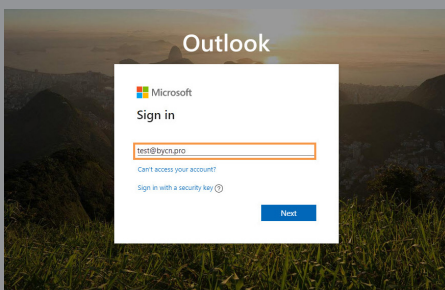 Outlook
Microsoft
Sign in
test@bycn.pro
Can't access your account?
Sign in with a security key
Next